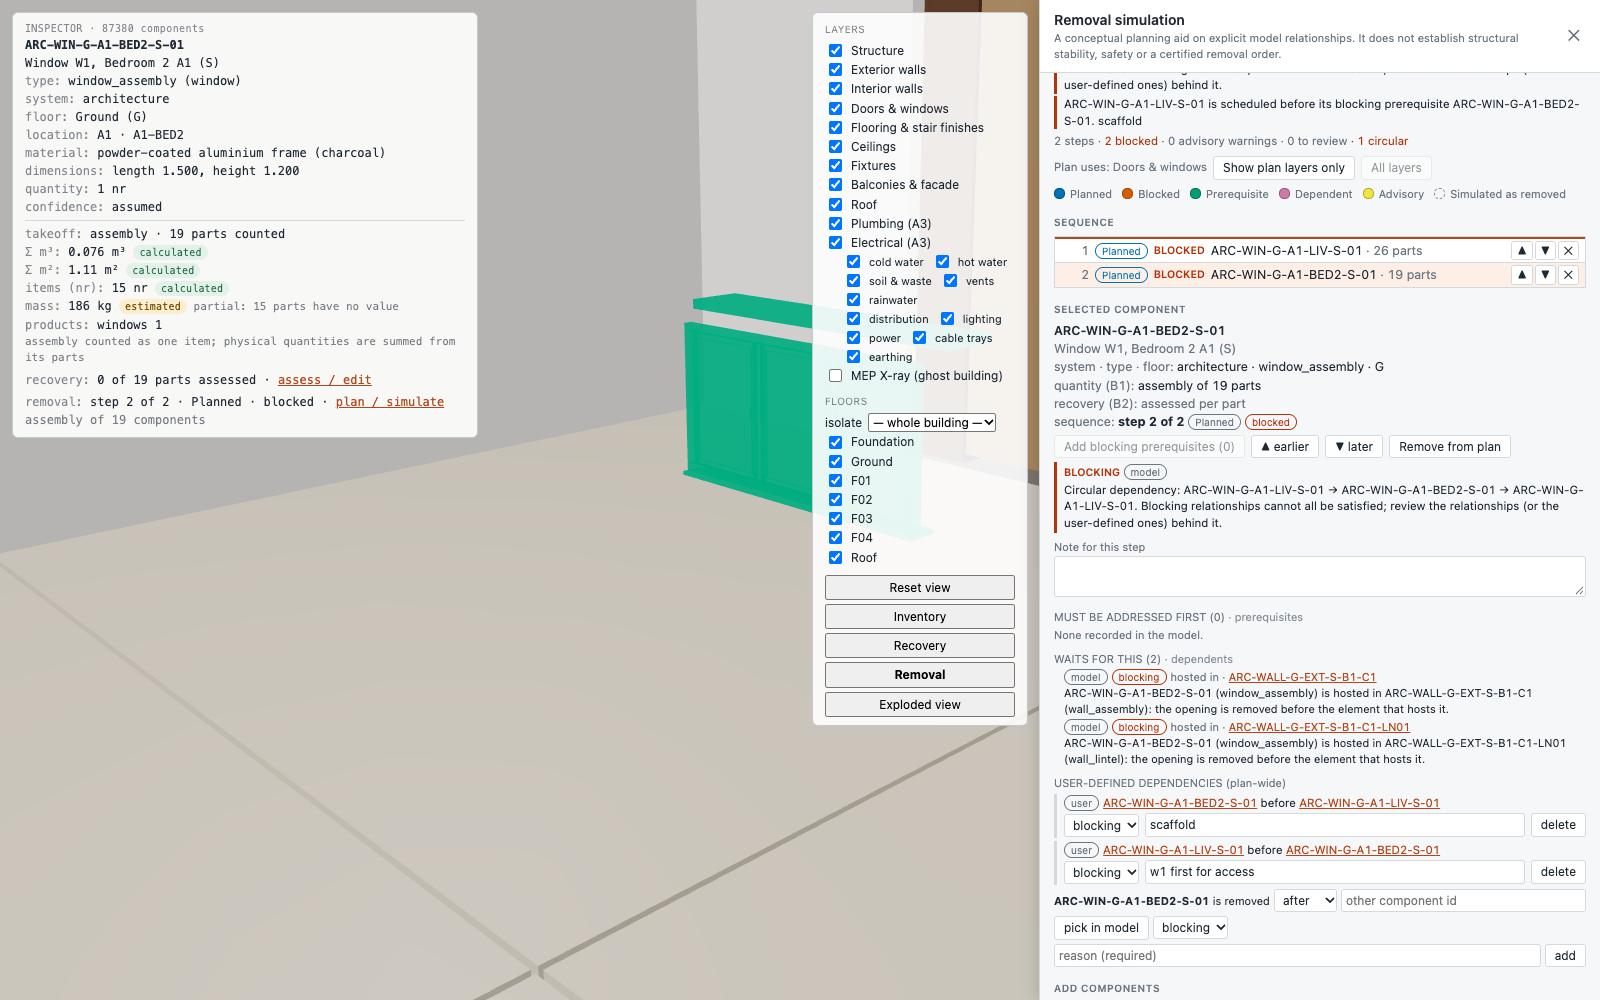 INSPECTOR · 87380 components
ARC-WIN-G-A1-BED2-S-01
Window W1, Bedroom 2 A1 (S)
type: window_assembly (window)
system: architecture
floor: Ground (G)
location: A1 · A1-BED2
material: powder-coated aluminium frame (charcoal)
dimensions: length 1.500, height 1.200
quantity: 1 nr
confidence: assumed
takeoff: assembly · 19 parts counted
Σ m³: 0.076 m³ calculated
Σ m²: 1.11 m² calculated
items (nr): 15 nr calculated
mass: 186 kg estimated partial: 15 parts have no value
products: windows 1
assembly counted as one item; physical quantities are summed from
its parts
recovery: 0 of 19 parts assessed · assess / edit
removal: step 2 of 2 · Planned · blocked · plan / simulate
assembly of 19 components
LAYERS
Structure
Exterior walls
Interior walls
Doors & windows
Flooring & stair finishes
Ceilings
Fixtures
Balconies & facade
Roof
Plumbing (A3)
Electrical (A3)
cold water hot water
soil & waste vents
rainwater
distribution lighting
power cable trays
earthing
MEP X-ray (ghost building)
FLOORS
isolate — whole building —
Foundation
Ground
F01
F02
F03
F04
Roof
Reset view
Inventory
Recovery
Removal
Exploded view
Removal simulation
A conceptual planning aid on explicit model relationships. It does not establish structural
stability, safety or a certified removal order.
user-defined ones) behind it.
ARC-WIN-G-A1-LIV-S-01 is scheduled before its blocking prerequisite ARC-WIN-G-A1-BED2-
S-01. scaffold
2 steps · 2 blocked · 0 advisory warnings · 0 to review · 1 circular
Plan uses: Doors & windows Show plan layers only All layers
Planned Blocked Prerequisite Dependent Advisory Simulated as removed
SEQUENCE
1 Planned BLOCKED ARC-WIN-G-A1-LIV-S-01 · 26 parts
2 Planned BLOCKED ARC-WIN-G-A1-BED2-S-01 · 19 parts
SELECTED COMPONENT
ARC-WIN-G-A1-BED2-S-01
Window W1, Bedroom 2 A1 (S)
system · type · floor: architecture · window_assembly · G
quantity (B1): assembly of 19 parts
recovery (B2): assessed per part
sequence: step 2 of 2 Planned blocked
Add blocking prerequisites (0) ▲ earlier ▼ later Remove from plan
BLOCKING model
Circular dependency: ARC-WIN-G-A1-LIV-S-01 → ARC-WIN-G-A1-BED2-S-01 → ARC-WIN-G-
A1-LIV-S-01. Blocking relationships cannot all be satisfied; review the relationships (or the
user-defined ones) behind it.
Note for this step
MUST BE ADDRESSED FIRST (0) · prerequisites
None recorded in the model.
WAITS FOR THIS (2) · dependents
model blocking hosted in · ARC-WALL-G-EXT-S-B1-C1
ARC-WIN-G-A1-BED2-S-01 (window_assembly) is hosted in ARC-WALL-G-EXT-S-B1-C1
(wall_assembly): the opening is removed before the element that hosts it.
model blocking hosted in · ARC-WALL-G-EXT-S-B1-C1-LN01
ARC-WIN-G-A1-BED2-S-01 (window_assembly) is hosted in ARC-WALL-G-EXT-S-B1-C1-LN01
(wall_lintel): the opening is removed before the element that hosts it.
USER-DEFINED DEPENDENCIES (plan-wide)
user ARC-WIN-G-A1-BED2-S-01 before ARC-WIN-G-A1-LIV-S-01
blocking scaffold delete
user ARC-WIN-G-A1-LIV-S-01 before ARC-WIN-G-A1-BED2-S-01
blocking w1 first for access delete
ARC-WIN-G-A1-BED2-S-01 is removed after other component id
pick in model blocking
reason (required) add
ADD COMPONENTS